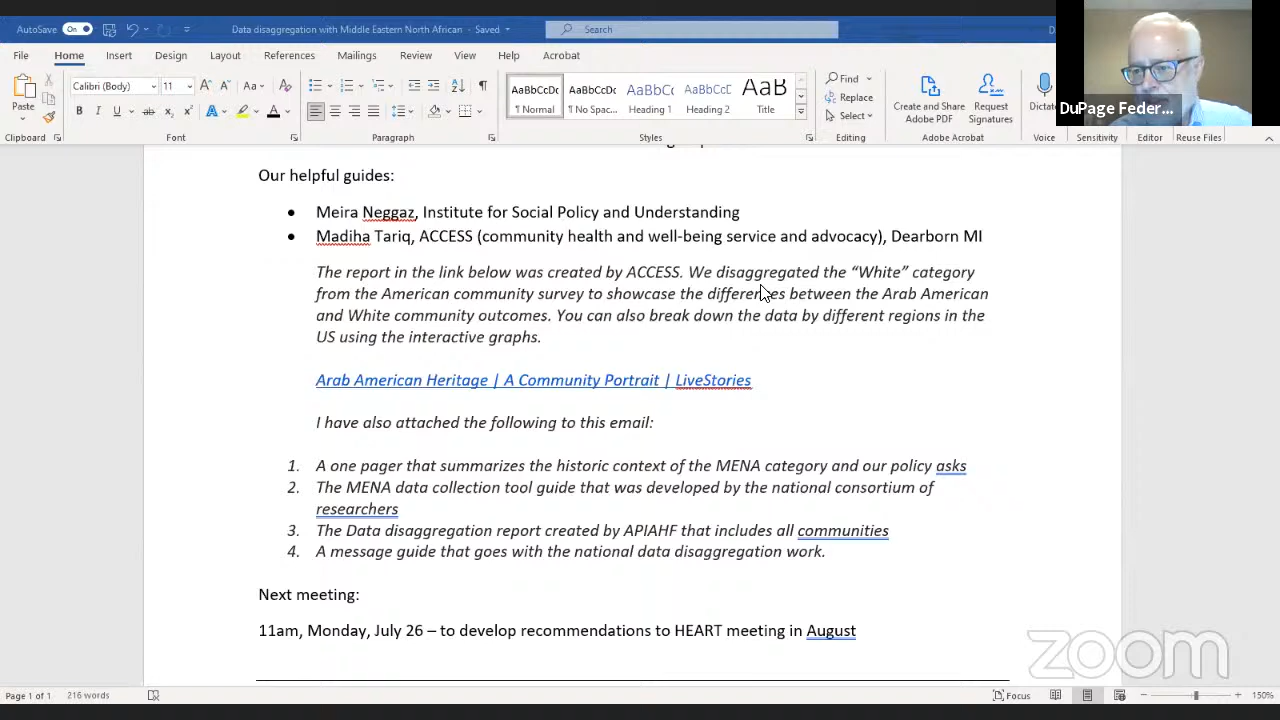 AutoSave On Data disaggregation with Middle Eastern North African - Saved Search
File Home Insert Design Layout References Mailings Review View Help Acrobat
Paste Calibri (Body) 11 Aa AaBbCcDc AaBbCcDc AaBbCc AaBbCcC AaB Find
Normal No Spac... Heading 1 Heading 2 Title Replace
Select Create and Share Adobe PDF Request Signatures
Clipboard Font Paragraph Styles Editing Adobe Acrobat Voice Sensitivity Editor Reuse Files
DuPage Feder...
Our helpful guides:
• Meira Neggaz, Institute for Social Policy and Understanding
• Madiha Tariq, ACCESS (community health and well-being service and advocacy), Dearborn MI
The report in the link below was created by ACCESS. We disaggregated the “White” category
from the American community survey to showcase the differences between the Arab American
and White community outcomes. You can also break down the data by different regions in the
US using the interactive graphs.
Arab American Heritage | A Community Portrait | LiveStories
I have also attached the following to this email:
1. A one pager that summarizes the historic context of the MENA category and our policy asks
2. The MENA data collection tool guide that was developed by the national consortium of
researchers
3. The Data disaggregation report created by APIAHF that includes all communities
4. A message guide that goes with the national data disaggregation work.
Next meeting:
11am, Monday, July 26 – to develop recommendations to HEART meeting in August
zoom
Page 1 of 1 216 words Focus 150%